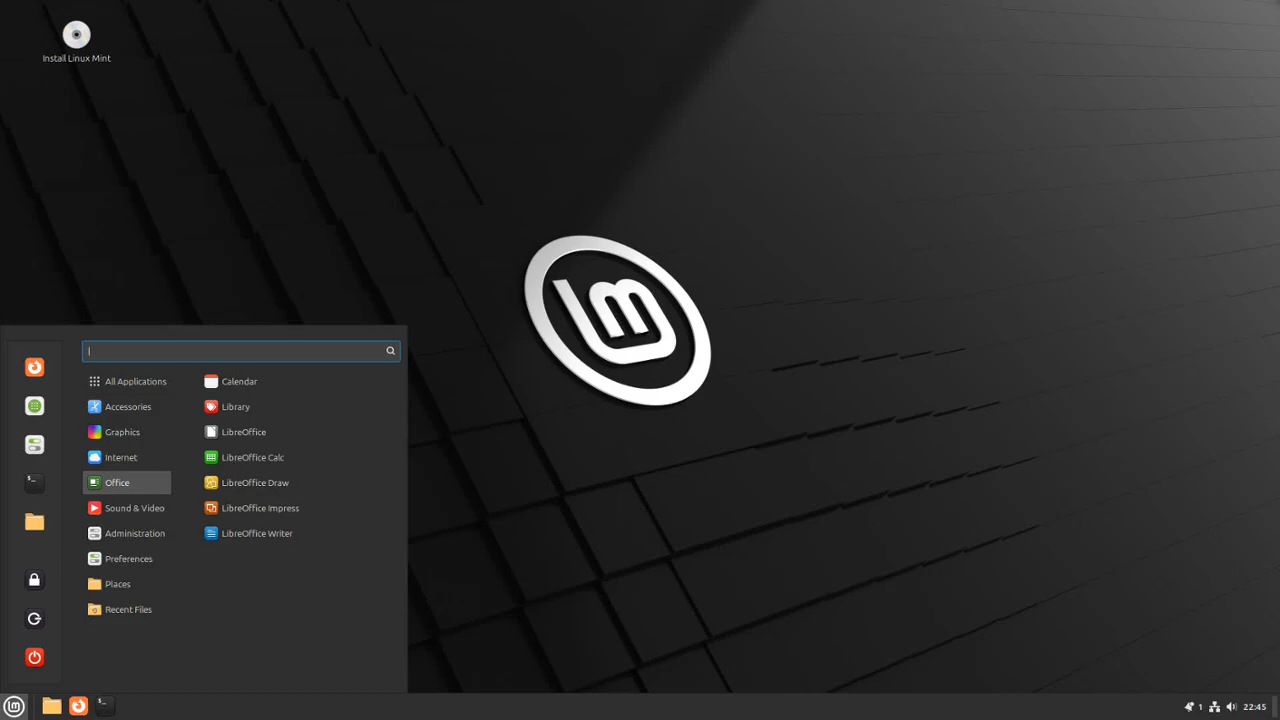 Install Linux Mint
All Applications
Accessories
Graphics
Internet
Office
Sound & Video
Administration
Preferences
Places
Recent Files
Calendar
Library
LibreOffice
LibreOffice Calc
LibreOffice Draw
LibreOffice Impress
LibreOffice Writer
1
22:45